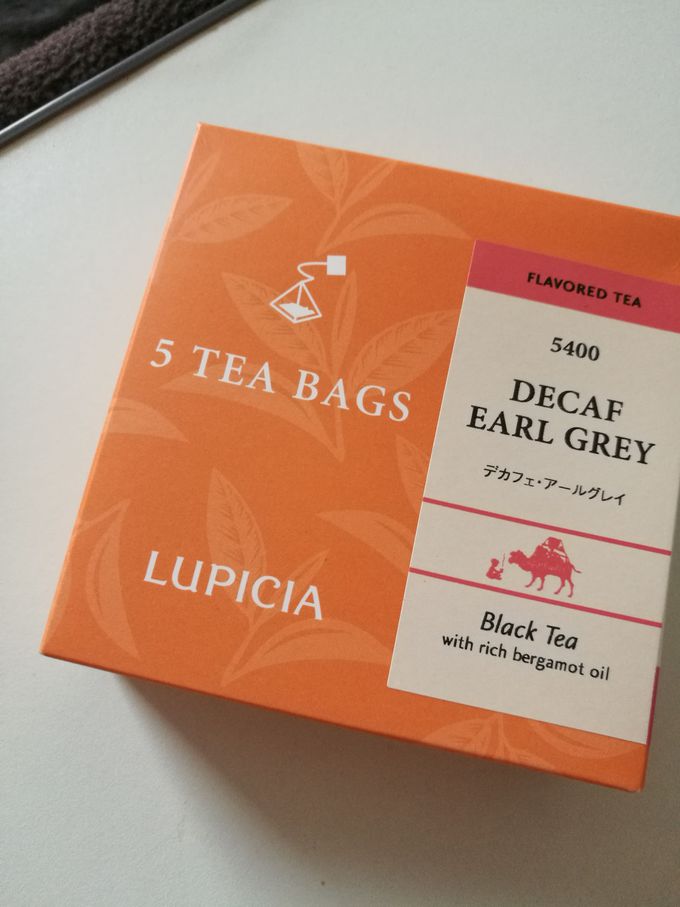 5 TEA BAGS
LUPICIA
FLAVORED TEA
5400
DECAF
EARL GREY
デカフェ・アールグレイ
Black Tea
with rich bergamot oil